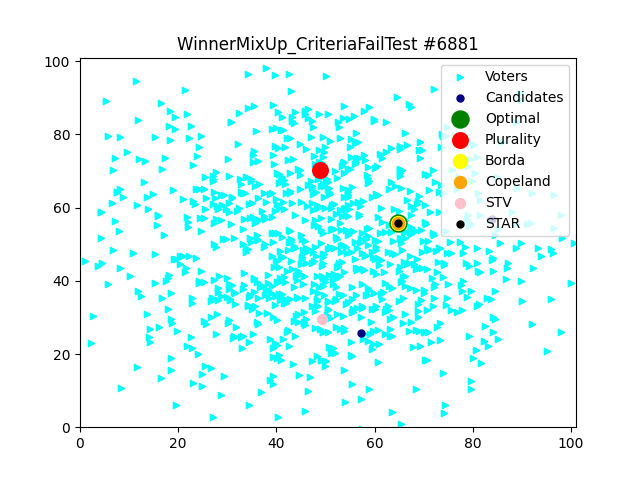 WinnerMixUp_CriteriaFailTest #6881
100
80
60
40
20
0
0 20 40 60 80 100
Voters
Candidates
Optimal
Plurality
Borda
Copeland
STV
STAR